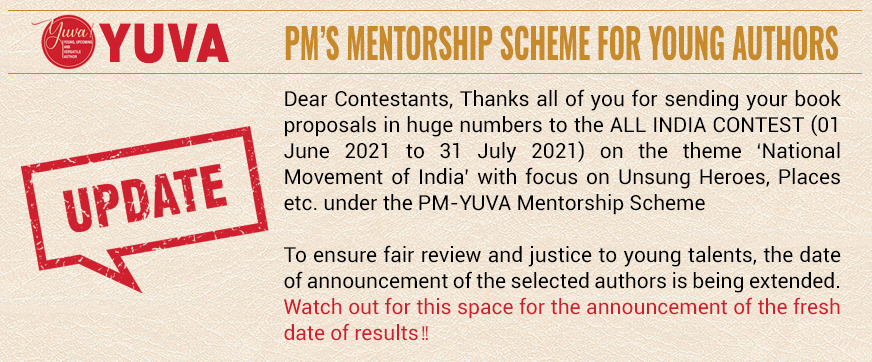 Yuva
YOUNG, UPCOMING
AND
VERSATILE
AUTHOR
YUVA
PM'S MENTORSHIP SCHEME FOR YOUNG AUTHORS
UPDATE
Dear Contestants, Thanks all of you for sending your book
proposals in huge numbers to the ALL INDIA CONTEST (01
June 2021 to 31 July 2021) on the theme ‘National
Movement of India’ with focus on Unsung Heroes, Places
etc. under the PM-YUVA Mentorship Scheme
To ensure fair review and justice to young talents, the date
of announcement of the selected authors is being extended.
Watch out for this space for the announcement of the fresh
date of results!!